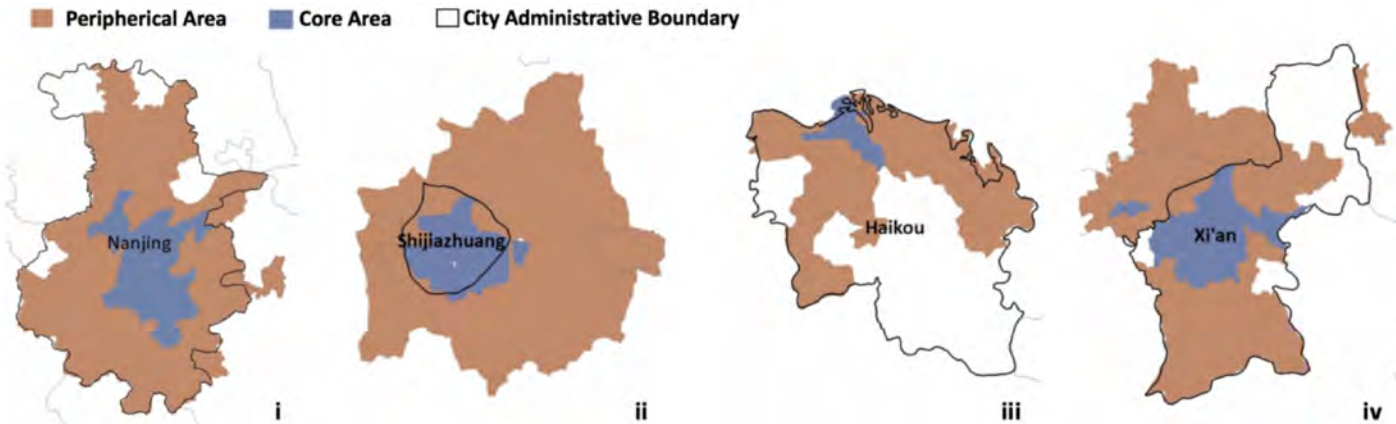 Peripherical Area Core Area City Administrative Boundary
Nanjing
Shijiazhuang
Haikou
Xi'an
i
ii
iii
iv